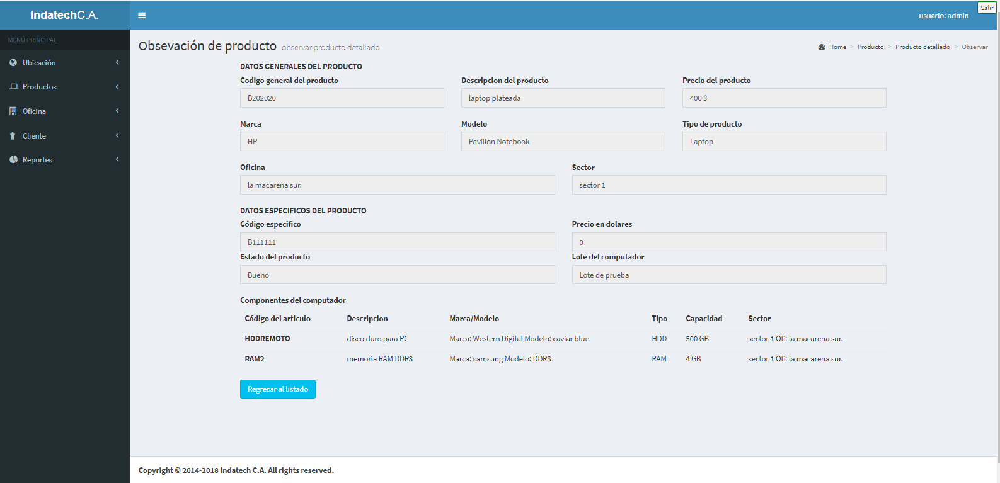 IndatechC.A.
usuario: admin
Salir
MENÚ PRINCIPAL
Ubicación
Productos
Oficina
Cliente
Reportes
Obsevación de producto observar producto detallado
Home > Producto > Producto detallado > Observar
DATOS GENERALES DEL PRODUCTO
Codigo general del producto Descripcion del producto Precio del producto
B202020 laptop plateada 400 $
Marca Modelo Tipo de producto
HP Pavilion Notebook Laptop
Oficina Sector
la macarena sur. sector 1
DATOS ESPECIFICOS DEL PRODUCTO
Código especifico Precio en dolares
B111111 0
Estado del producto Lote del computador
Bueno Lote de prueba
Componentes del computador
Código del articulo Descripcion Marca/Modelo Tipo Capacidad Sector
HDDREMOTO disco duro para PC Marca: Western Digital Modelo: caviar blue HDD 500 GB sector 1 Ofi: la macarena sur.
RAM2 memoria RAM DDR3 Marca: samsung Modelo: DDR3 RAM 4 GB sector 1 Ofi: la macarena sur.
Regresar al listado
Copyright © 2014-2018 Indatech C.A. All rights reserved.